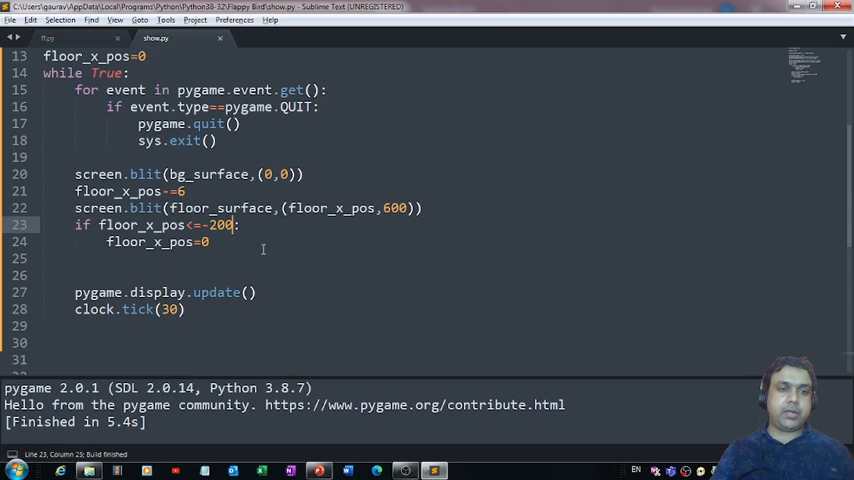 C:\Users\gaurav\AppData\Local\Programs\Python\Python38-32\Flappy Bird\show.py - Sublime Text (UNREGISTERED)
File Edit Selection Find View Goto Tools Project Preferences Help
ff.py × show.py ×
13 floor_x_pos=0
14 while True:
15 for event in pygame.event.get():
16 if event.type==pygame.QUIT:
17 pygame.quit()
18 sys.exit()
19
20 screen.blit(bg_surface,(0,0))
21 floor_x_pos-=6
22 screen.blit(floor_surface,(floor_x_pos,600))
23 if floor_x_pos<=-200:
24 floor_x_pos=0
25
26
27 pygame.display.update()
28 clock.tick(30)
29
30
31
pygame 2.0.1 (SDL 2.0.14, Python 3.8.7)
Hello from the pygame community. https://www.pygame.org/contribute.html
[Finished in 5.4s]
Line 23, Column 25; Build finished
EN